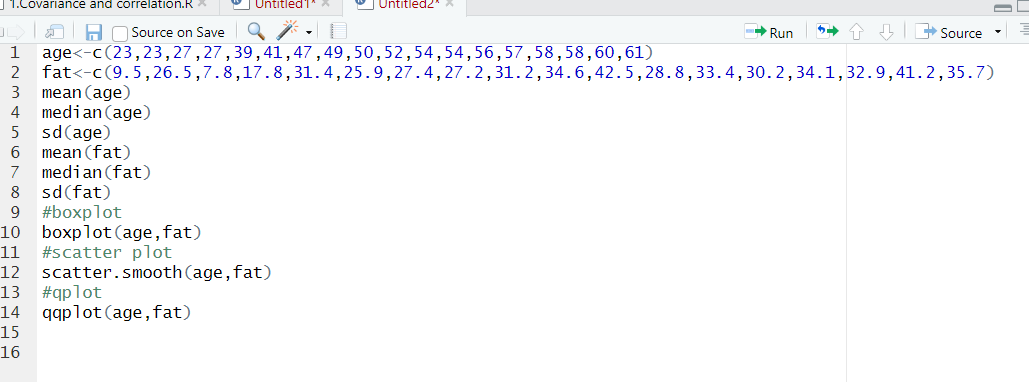 1.Covariance and correlation.R Untitled1* Untitled2*
Source on Save Run Source
1 age<-c(23,23,27,27,39,41,47,49,50,52,54,54,56,57,58,58,60,61)
2 fat<-c(9.5,26.5,7.8,17.8,31.4,25.9,27.4,27.2,31.2,34.6,42.5,28.8,33.4,30.2,34.1,32.9,41.2,35.7)
3 mean(age)
4 median(age)
5 sd(age)
6 mean(fat)
7 median(fat)
8 sd(fat)
9 #boxplot
10 boxplot(age,fat)
11 #scatter plot
12 scatter.smooth(age,fat)
13 #qplot
14 qqplot(age,fat)
15
16